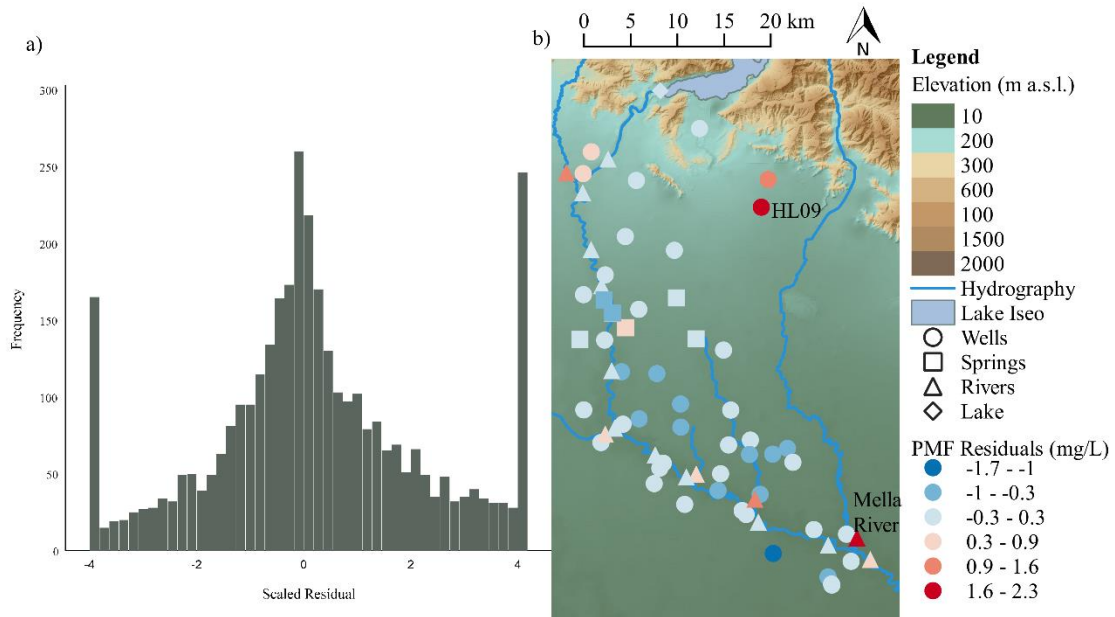 a)
Frequency
300
250
200
150
100
50
0
-4
-2
0
2
4
Scaled Residual
b)
0 5 10 15 20 km
N
HL09
Mella
River
Legend
Elevation (m a.s.l.)
10
200
300
600
100
1500
2000
Hydrography
Lake Iseo
Wells
Springs
Rivers
Lake
PMF Residuals (mg/L)
-1.7 - -1
-1 - -0.3
-0.3 - 0.3
0.3 - 0.9
0.9 - 1.6
1.6 - 2.3